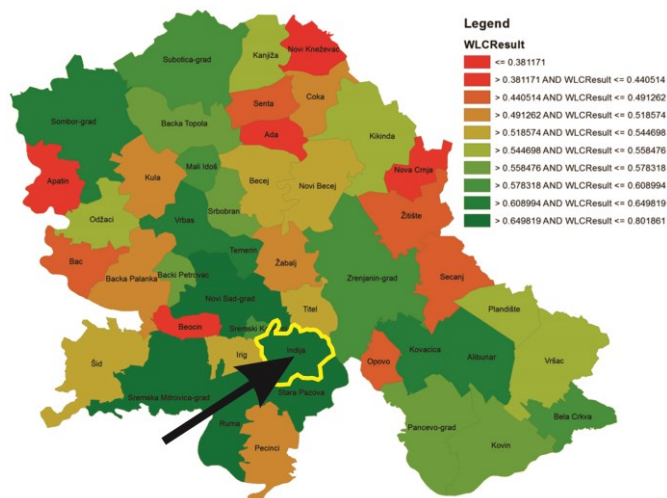 Legend
WLCResult
<= 0.381171
> 0.381171 AND WLCResult <= 0.440514
> 0.440514 AND WLCResult <= 0.491262
> 0.491262 AND WLCResult <= 0.518574
> 0.518574 AND WLCResult <= 0.544698
> 0.544698 AND WLCResult <= 0.558476
> 0.558476 AND WLCResult <= 0.578318
> 0.578318 AND WLCResult <= 0.608994
> 0.608994 AND WLCResult <= 0.649819
> 0.649819 AND WLCResult <= 0.801861
Subotica-grad
Kanjiža
Novi Kneževac
Sombor-grad
Backa Topola
Senta
Coka
Ada
Kikinda
Apatin
Kula
Mali Iđoš
Becej
Novi Becej
Nova Crnja
Odžaci
Vrbas
Srbobran
Žitište
Bac
Backa Palanka
Backi Petrovac
Temerin
Žabalj
Zrenjanin-grad
Secanj
Novi Sad-grad
Titel
Plandište
Beocin
Sremski K
Šid
Irig
Indija
Opovo
Kovacica
Alibunar
Vršac
Sremska Mitrovica-grad
Stara Pazova
Ruma
Pecinci
Pancevo-grad
Kovin
Bela Crkva